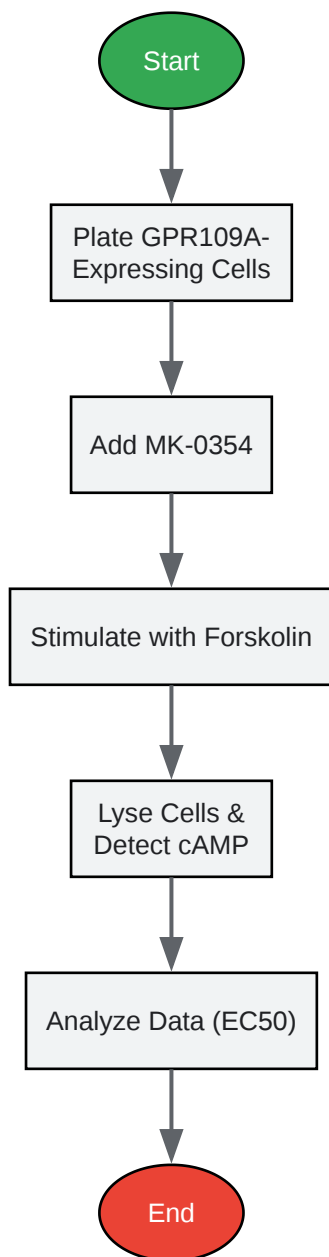 Start
Plate GPR109A-
Expressing Cells
Add MK-0354
Stimulate with Forskolin
Lyse Cells &
Detect cAMP
Analyze Data (EC50)
End